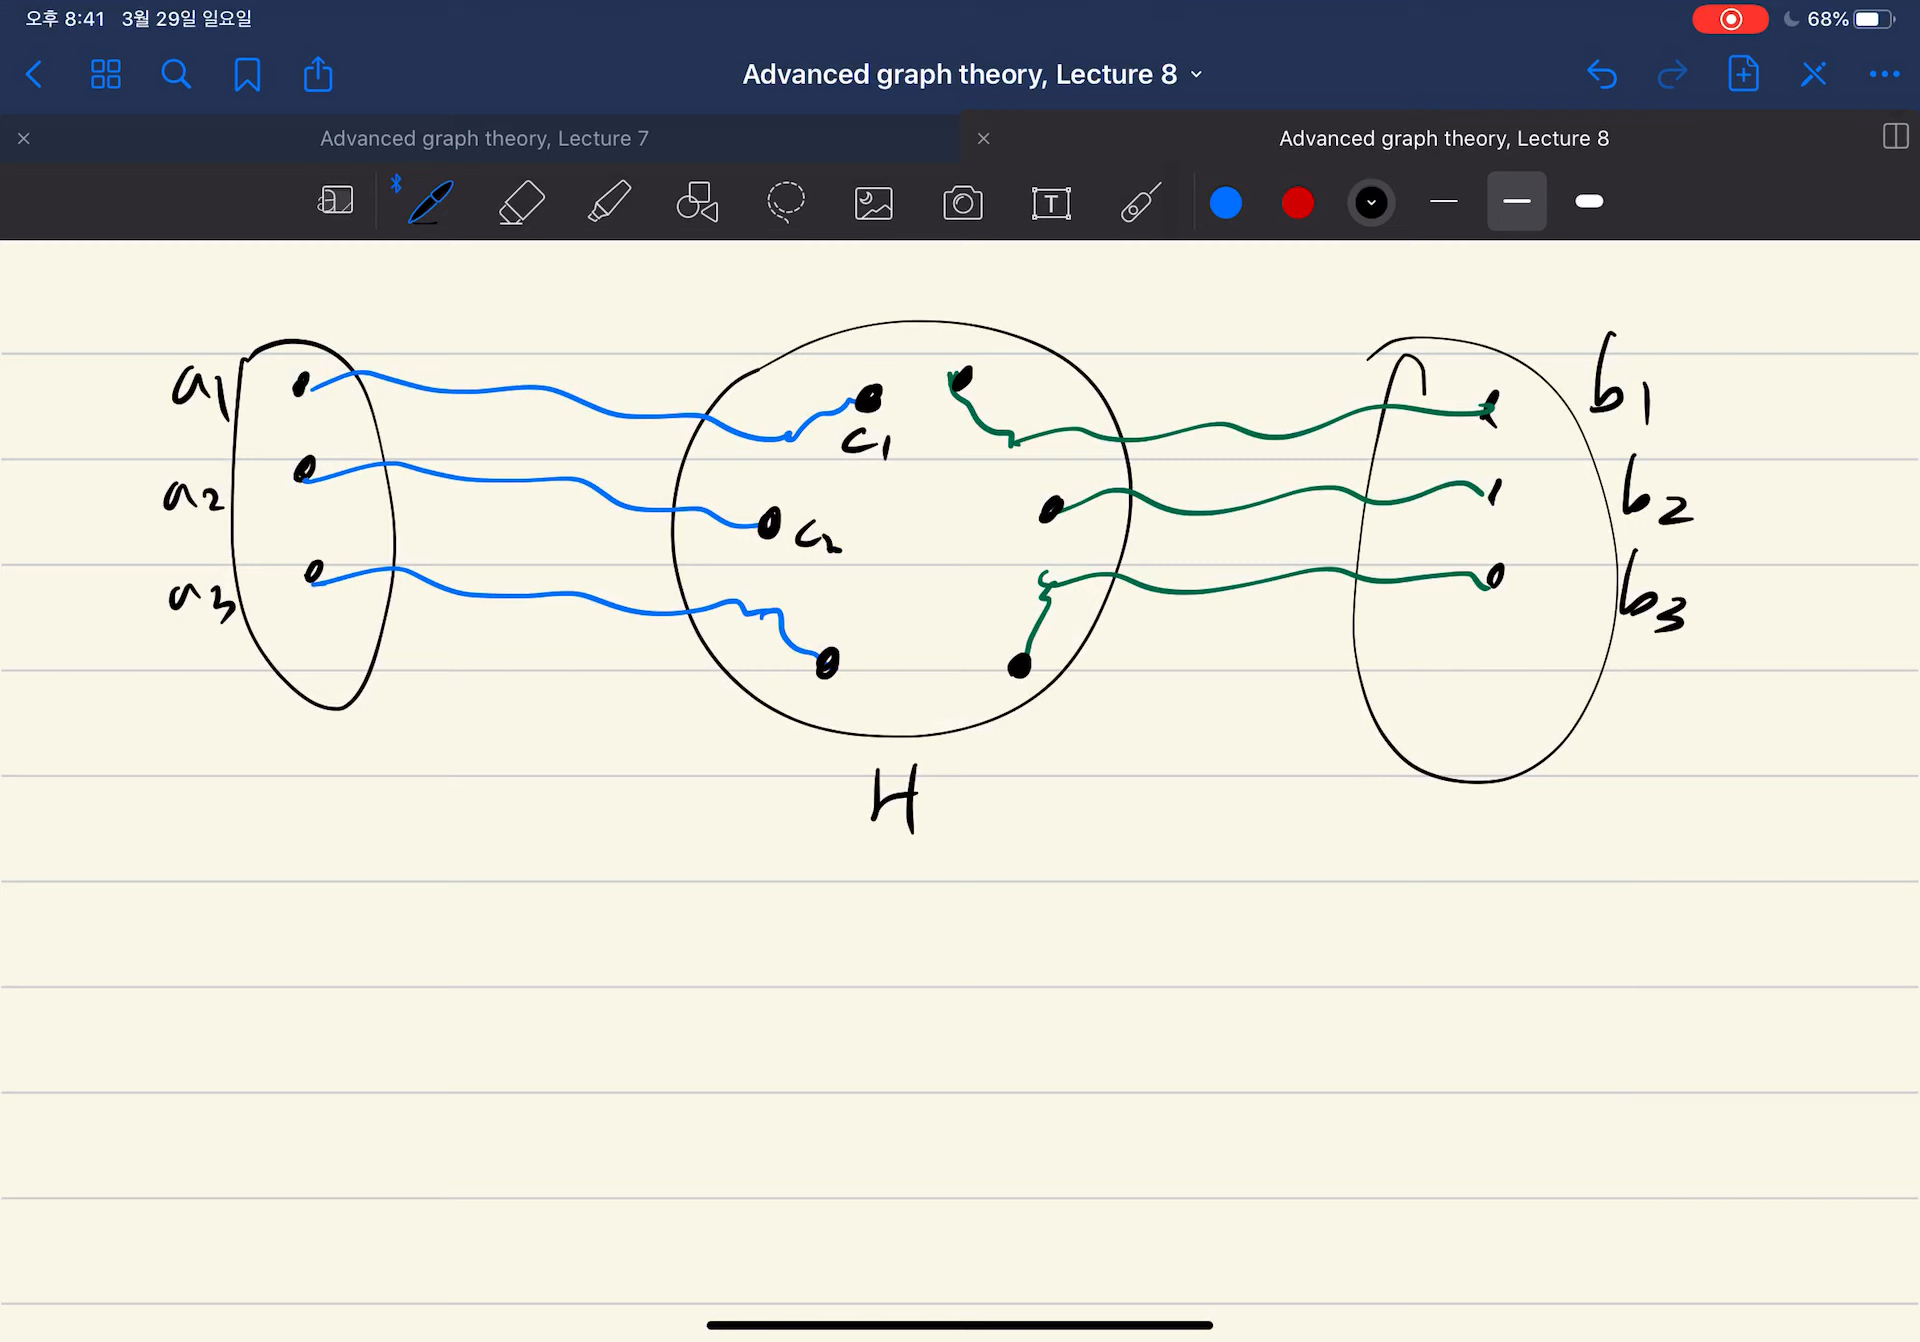 오후 8:41 3월 29일 일요일 68%
Advanced graph theory, Lecture 8
Advanced graph theory, Lecture 7 Advanced graph theory, Lecture 8
T
a1 b1
c1
a2 b2
c2
a3 b3
H